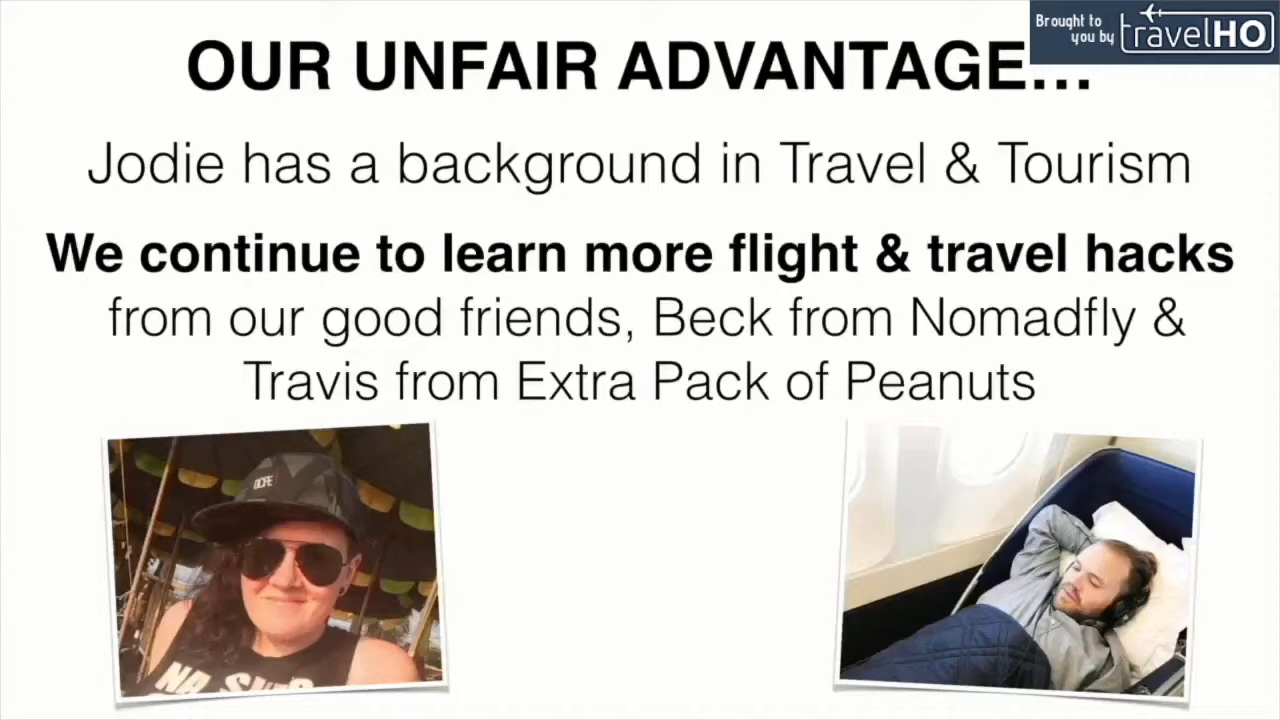 Brought to
you by travelHO
OUR UNFAIR ADVANTAGE...
Jodie has a background in Travel & Tourism
We continue to learn more flight & travel hacks
from our good friends, Beck from Nomadfly &
Travis from Extra Pack of Peanuts
DOPE